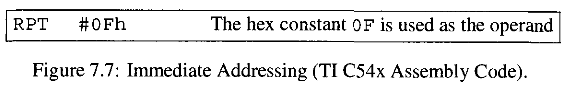 RPT #0Fh The hex constant 0F is used as the operand
Figure 7.7: Immediate Addressing (TI C54x Assembly Code).